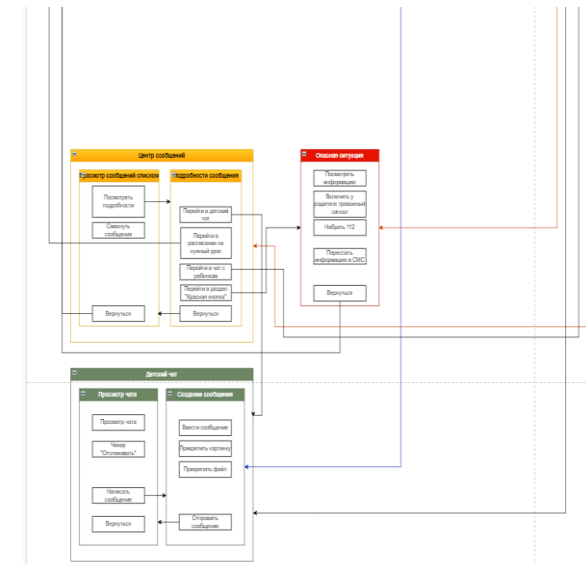 Центр сообщений
Опасная ситуация
Просмотр сообщений списком
Подробности сообщения
Посмотреть
подробности
Смахнуть
сообщение
Вернуться
Перейти в детский
чат
Перейти в
расписание на
нужный урок
Перейти в чат с
ребенком
Перейти в раздел
"Красная кнопка"
Вернуться
Посмотреть
информацию
Включить у
родителя тревожный
сигнал
Набрать 112
Переслать
информацию в СМС
Вернуться
Детский чат
Просмотр чата
Создание сообщения
Просмотр чата
Чекер
"Отслеживать"
Написать
сообщение
Вернуться
Ввести сообщение
Прикрепить картинку
Прикрепить файл
Отправить
сообщение